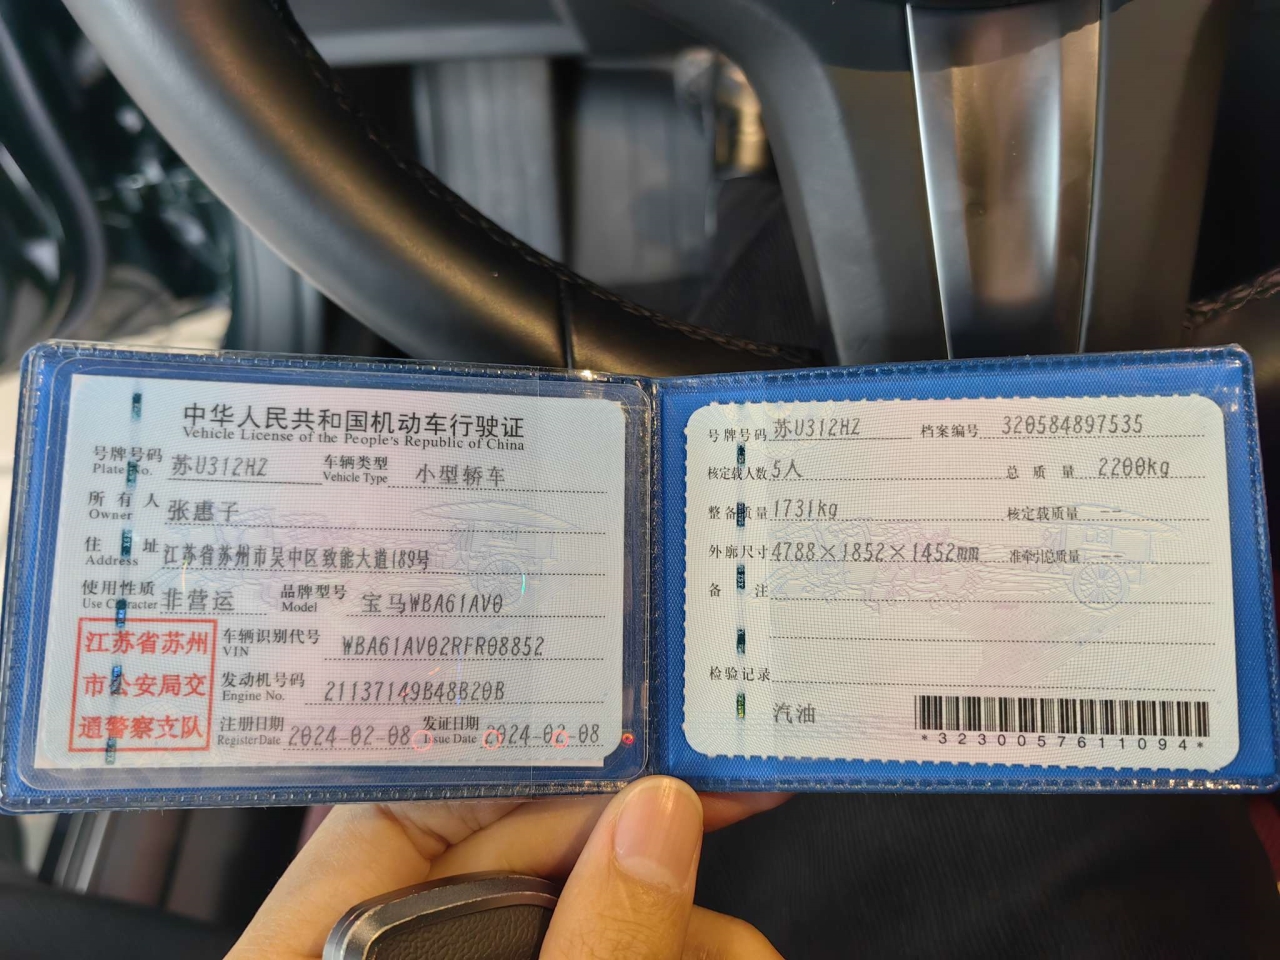 中华人民共和国机动车行驶证
Vehicle License of the People's Republic of China
号牌号码 苏U312HZ 车辆类型 小型轿车
Plate No. Vehicle Type
所有人 张惠子
Owner
住址 江苏省苏州市吴中区致能大道189号
Address
使用性质 非营运 品牌型号 宝马WBA61AV0
Use Character Model
江苏省苏州
市公安局交
通警察支队
车辆识别代号 WBA61AV02RFR08852
VIN
发动机号码 21137149B48B20B
Engine No.
注册日期 2024-02-08 发证日期 2024-02-08
Register Date Issue Date
号牌号码 苏U312HZ 档案编号 320584897535
核定载人数 5人 总质量 2200kg
整备质量 1731kg 核定载质量 --
外廓尺寸 4788×1852×1452mm 准牵引总质量 --
备注
检验记录
汽油
*3230057611094*